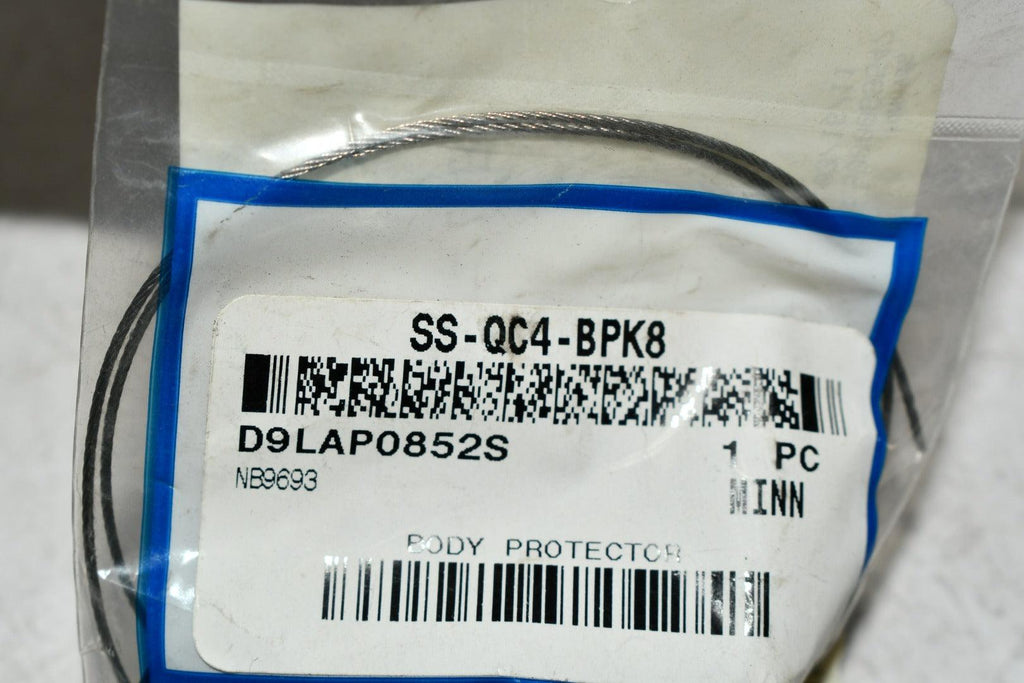 SS-QC4-BPK8
D9LAP0852S
1 PC
NB9693
MINN
BODY PROTECTOR